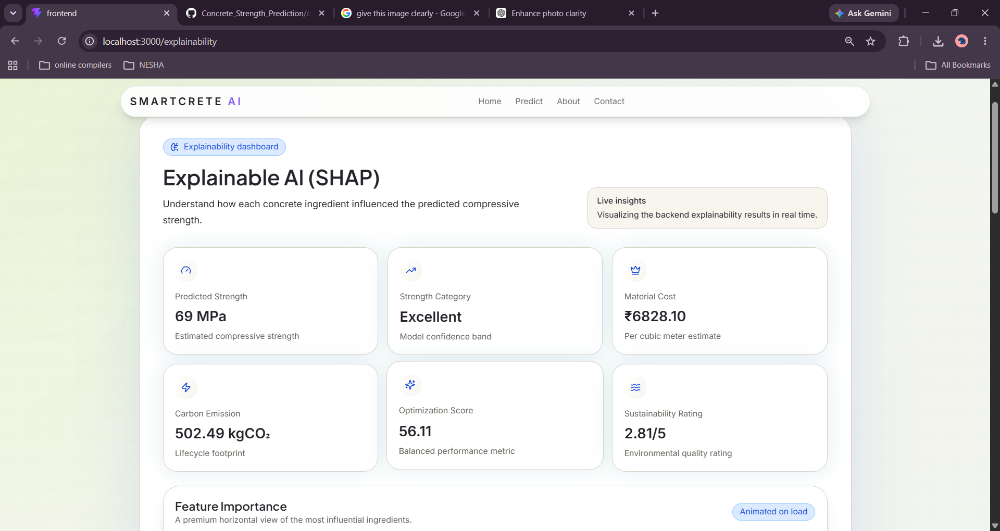 frontend
Concrete_Strength_Prediction/d
give this image clearly - Google
Enhance photo clarity
Ask Gemini
localhost:3000/explainability
online compilers
NESHA
All Bookmarks
SMARTCRETE AI
Home
Predict
About
Contact
Explainability dashboard
Explainable AI (SHAP)
Understand how each concrete ingredient influenced the predicted compressive
strength.
Live insights
Visualizing the backend explainability results in real time.
Predicted Strength
69 MPa
Estimated compressive strength
Strength Category
Excellent
Model confidence band
Material Cost
₹6828.10
Per cubic meter estimate
Carbon Emission
502.49 kgCO₂
Lifecycle footprint
Optimization Score
56.11
Balanced performance metric
Sustainability Rating
2.81/5
Environmental quality rating
Feature Importance
A premium horizontal view of the most influential ingredients.
Animated on load